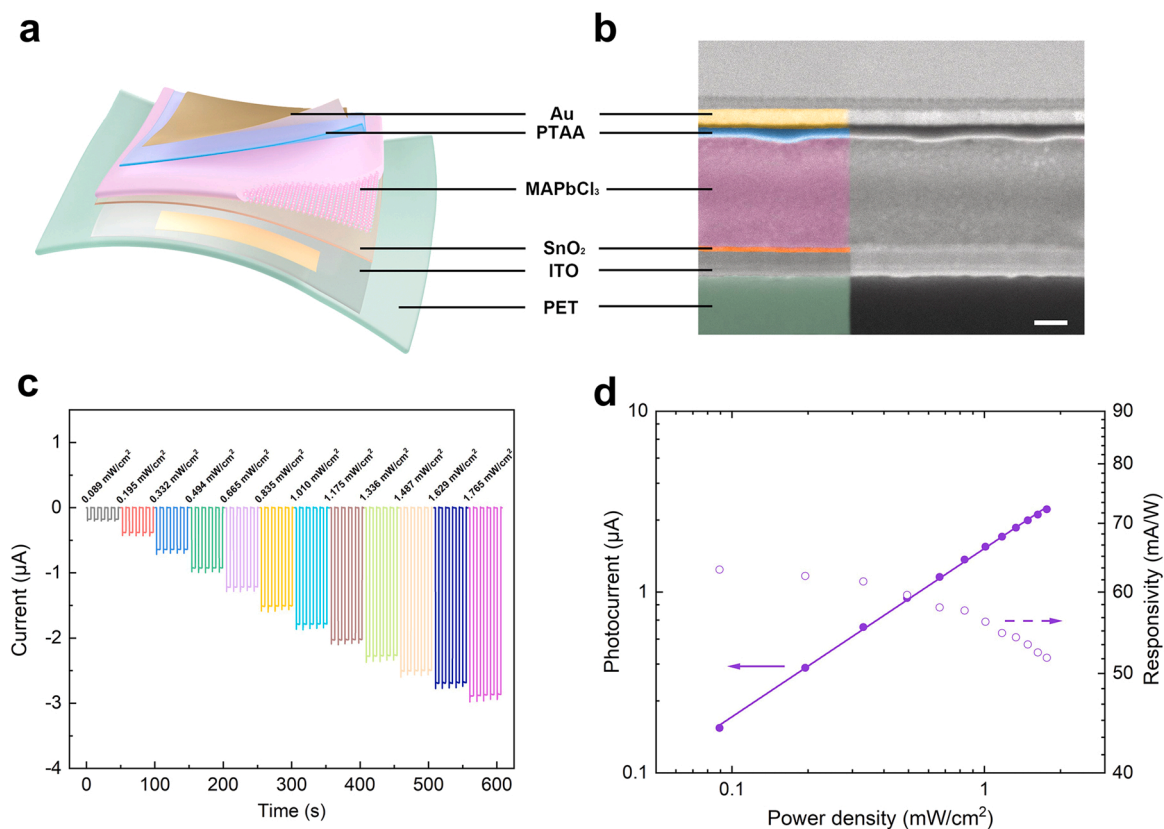 a
b
Au
PTAA
MAPbCl₃
SnO₂
ITO
PET
c
1
0
-1
-2
-3
-4
Current (μA)
0.089 mW/cm²
0.195 mW/cm²
0.332 mW/cm²
0.494 mW/cm²
0.665 mW/cm²
0.835 mW/cm²
1.010 mW/cm²
1.175 mW/cm²
1.336 mW/cm²
1.487 mW/cm²
1.629 mW/cm²
1.765 mW/cm²
0 100 200 300 400 500 600
Time (s)
d
10
1
0.1
Photocurrent (μA)
90
80
70
60
50
40
Responsivity (mA/W)
0.1 1
Power density (mW/cm²)